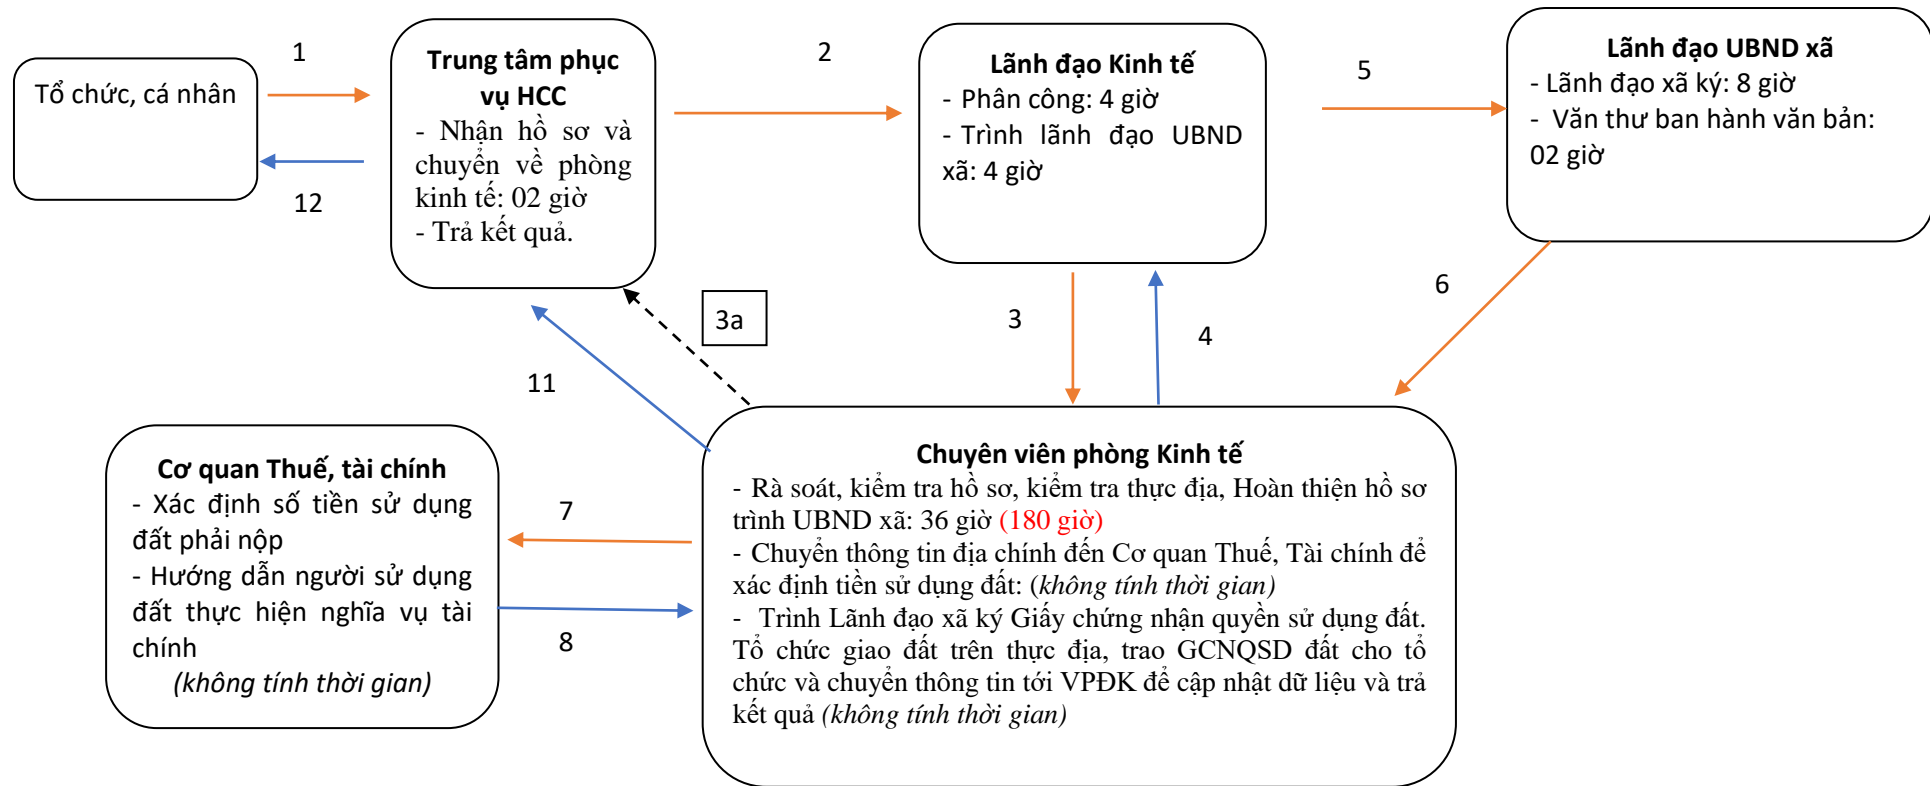 1
2
5
Tổ chức, cá nhân
12
Trung tâm phục
vụ HCC
- Nhận hồ sơ và
chuyển về phòng
kinh tế: 02 giờ
- Trả kết quả.
Lãnh đạo Kinh tế
- Phân công: 4 giờ
- Trình lãnh đạo UBND
xã: 4 giờ
Lãnh đạo UBND xã
- Lãnh đạo xã ký: 8 giờ
- Văn thư ban hành văn bản:
02 giờ
3a
3
4
6
11
Cơ quan Thuế, tài chính
- Xác định số tiền sử dụng
đất phải nộp
- Hướng dẫn người sử dụng
đất thực hiện nghĩa vụ tài
chính
(không tính thời gian)
7
8
Chuyên viên phòng Kinh tế
- Rà soát, kiểm tra hồ sơ, kiểm tra thực địa, Hoàn thiện hồ sơ
trình UBND xã: 36 giờ (180 giờ)
- Chuyển thông tin địa chính đến Cơ quan Thuế, Tài chính để
xác định tiền sử dụng đất: (không tính thời gian)
- Trình Lãnh đạo xã ký Giấy chứng nhận quyền sử dụng đất.
Tổ chức giao đất trên thực địa, trao GCNQSD đất cho tổ
chức và chuyển thông tin tới VPĐK để cập nhật dữ liệu và trả
kết quả (không tính thời gian)